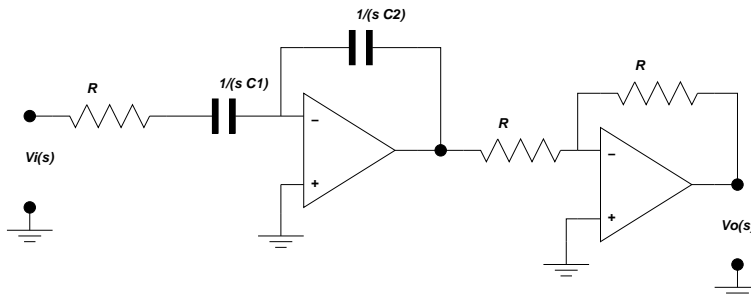 1/(s C2)
1/(s C1)
R
R
R
Vi(s)
Vo(s)
−
+
−
+